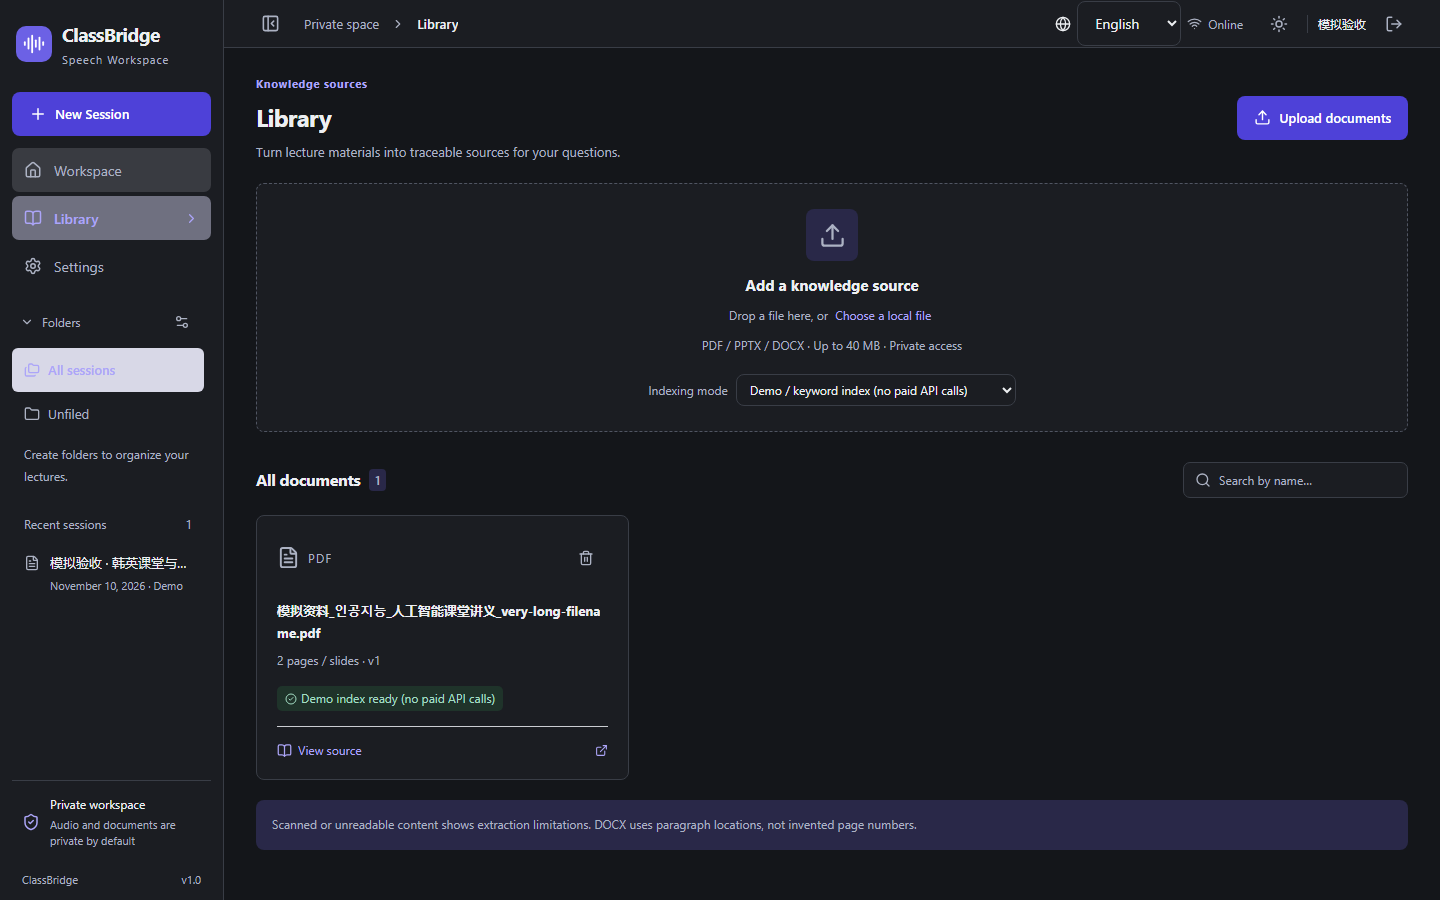 ClassBridge
Speech Workspace
New Session
Workspace
Library
Settings
Folders
All sessions
Unfiled
Create folders to organize your
lectures.
Recent sessions 1
模拟验收 · 韩英课堂与...
November 10, 2026 · Demo
Private workspace
Audio and documents are
private by default
ClassBridge v1.0
Private space > Library
English
Online
模拟验收
Knowledge sources
Library
Turn lecture materials into traceable sources for your questions.
Upload documents
Add a knowledge source
Drop a file here, or Choose a local file
PDF / PPTX / DOCX · Up to 40 MB · Private access
Indexing mode Demo / keyword index (no paid API calls)
All documents 1
Search by name...
PDF
模拟资料_인공지능_人工智能课堂讲义_very-long-filena
me.pdf
2 pages / slides · v1
Demo index ready (no paid API calls)
View source
Scanned or unreadable content shows extraction limitations. DOCX uses paragraph locations, not invented page numbers.